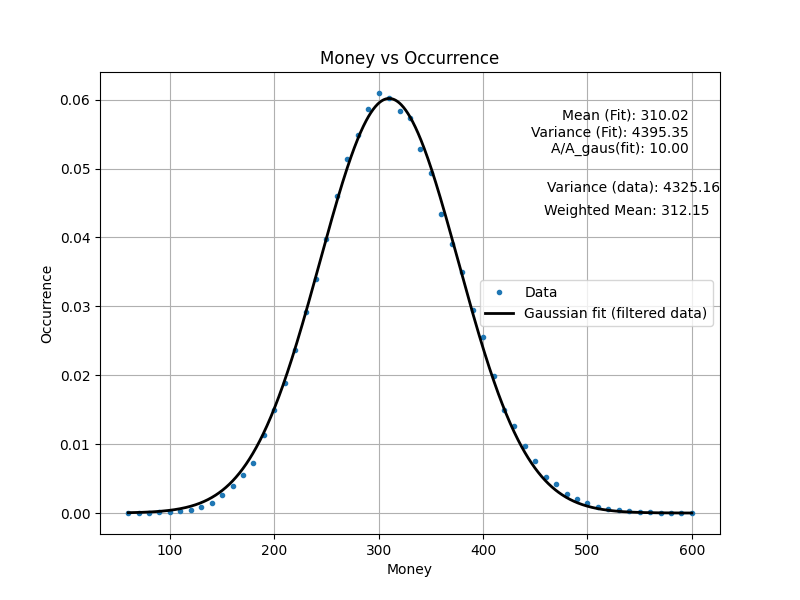 Money vs Occurrence
Mean (Fit): 310.02
Variance (Fit): 4395.35
A/A_gaus(fit): 10.00
Variance (data): 4325.16
Weighted Mean: 312.15
Data
Gaussian fit (filtered data)
Occurrence
0.06
0.05
0.04
0.03
0.02
0.01
0.00
100 200 300 400 500 600
Money